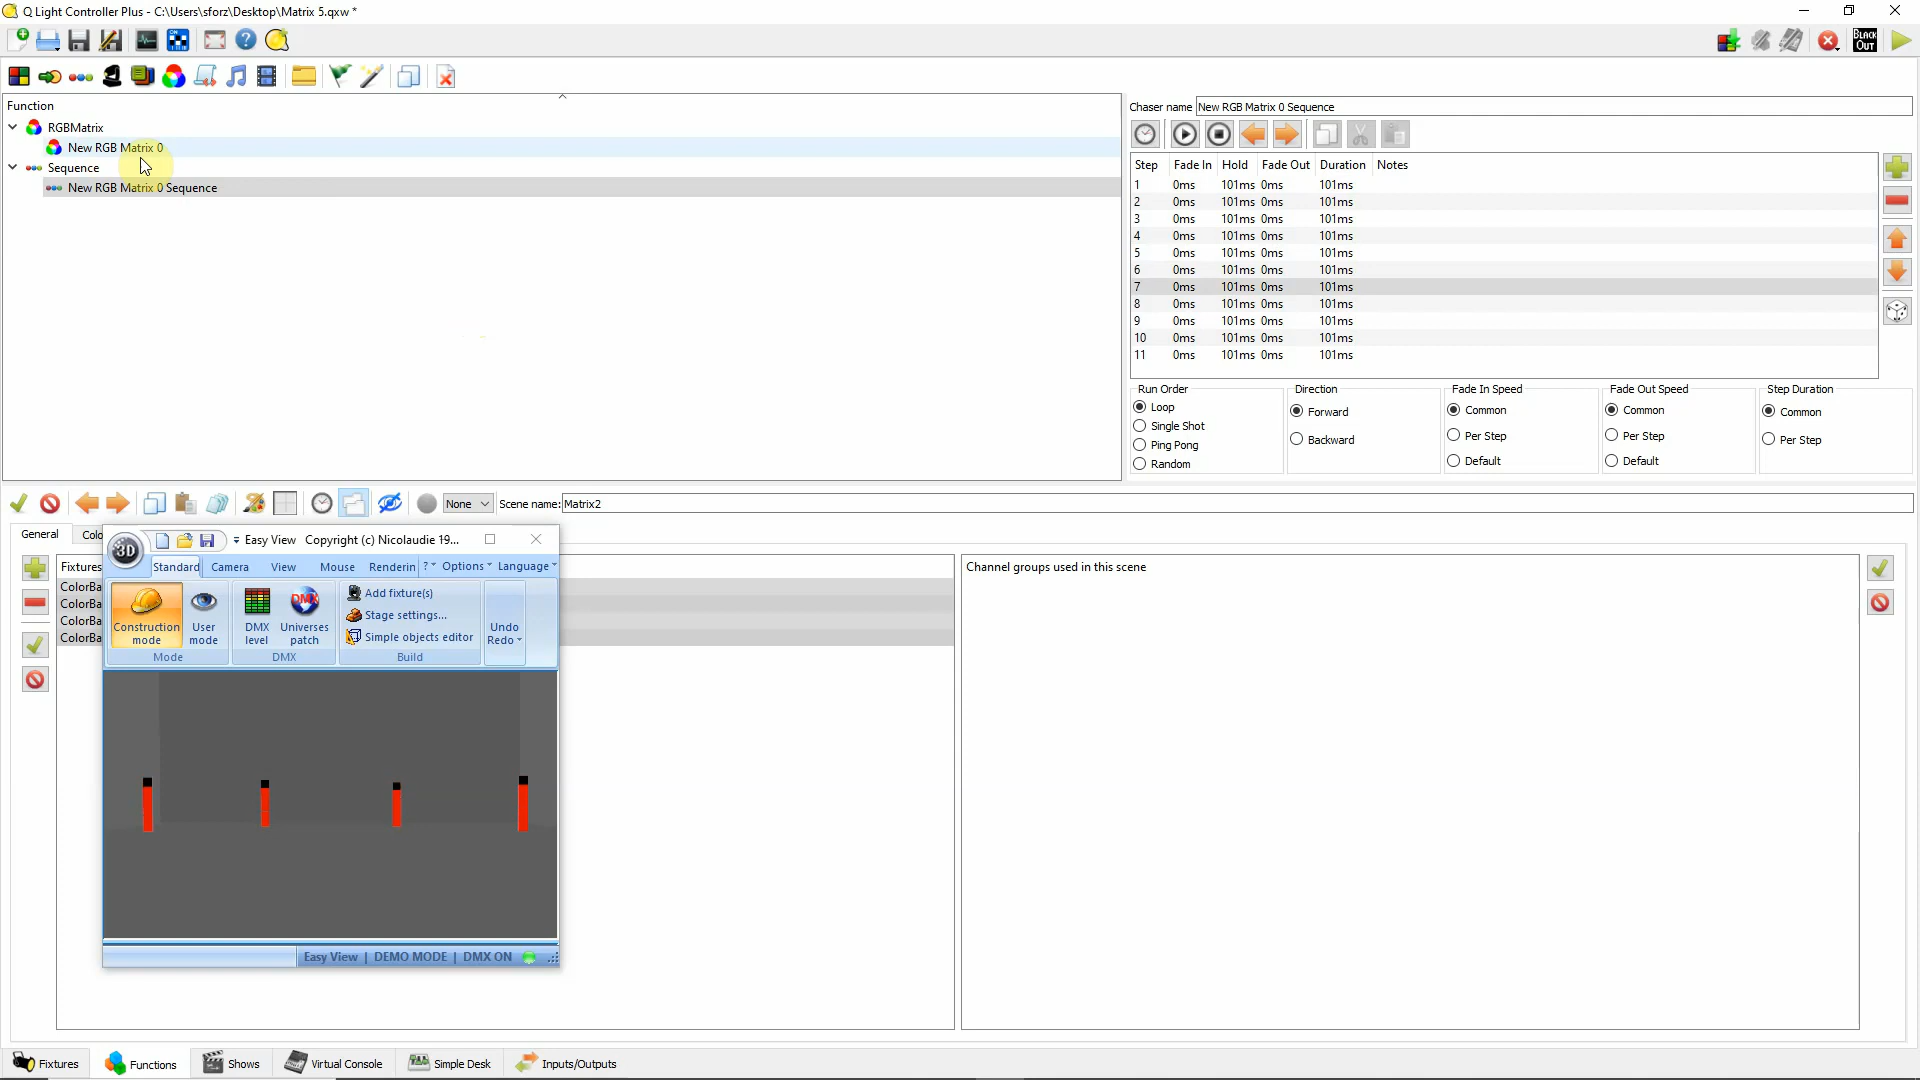 Q Light Controller Plus - C:\Users\sforz\Desktop\Matrix 5.qxw *
BLACK
OUT
Function
RGBMatrix
New RGB Matrix 0
Sequence
New RGB Matrix 0 Sequence
Chaser name New RGB Matrix 0 Sequence
Step Fade In Hold Fade Out Duration Notes
1 0ms 101ms 0ms 101ms
2 0ms 101ms 0ms 101ms
3 0ms 101ms 0ms 101ms
4 0ms 101ms 0ms 101ms
5 0ms 101ms 0ms 101ms
6 0ms 101ms 0ms 101ms
7 0ms 101ms 0ms 101ms
8 0ms 101ms 0ms 101ms
9 0ms 101ms 0ms 101ms
10 0ms 101ms 0ms 101ms
11 0ms 101ms 0ms 101ms
Run Order Direction Fade In Speed Fade Out Speed Step Duration
Loop Forward Common Common Common
Single Shot
Ping Pong Backward Per Step Per Step Per Step
Random Default Default
None Scene name: Matrix2
General Colo
Fixtures
ColorBa
ColorBa
ColorBa
ColorBa
Channel groups used in this scene
3D Easy View Copyright (c) Nicolaudie 19...
Standard Camera View Mouse Renderin ? Options Language
Construction mode
User mode
Mode
DMX level
DMX
Universes patch
DMX
Add fixture(s)
Stage settings...
Simple objects editor
Build
Undo
Redo
Easy View | DEMO MODE | DMX ON
Fixtures Functions Shows Virtual Console Simple Desk Inputs/Outputs